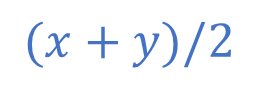 (x + y)/2